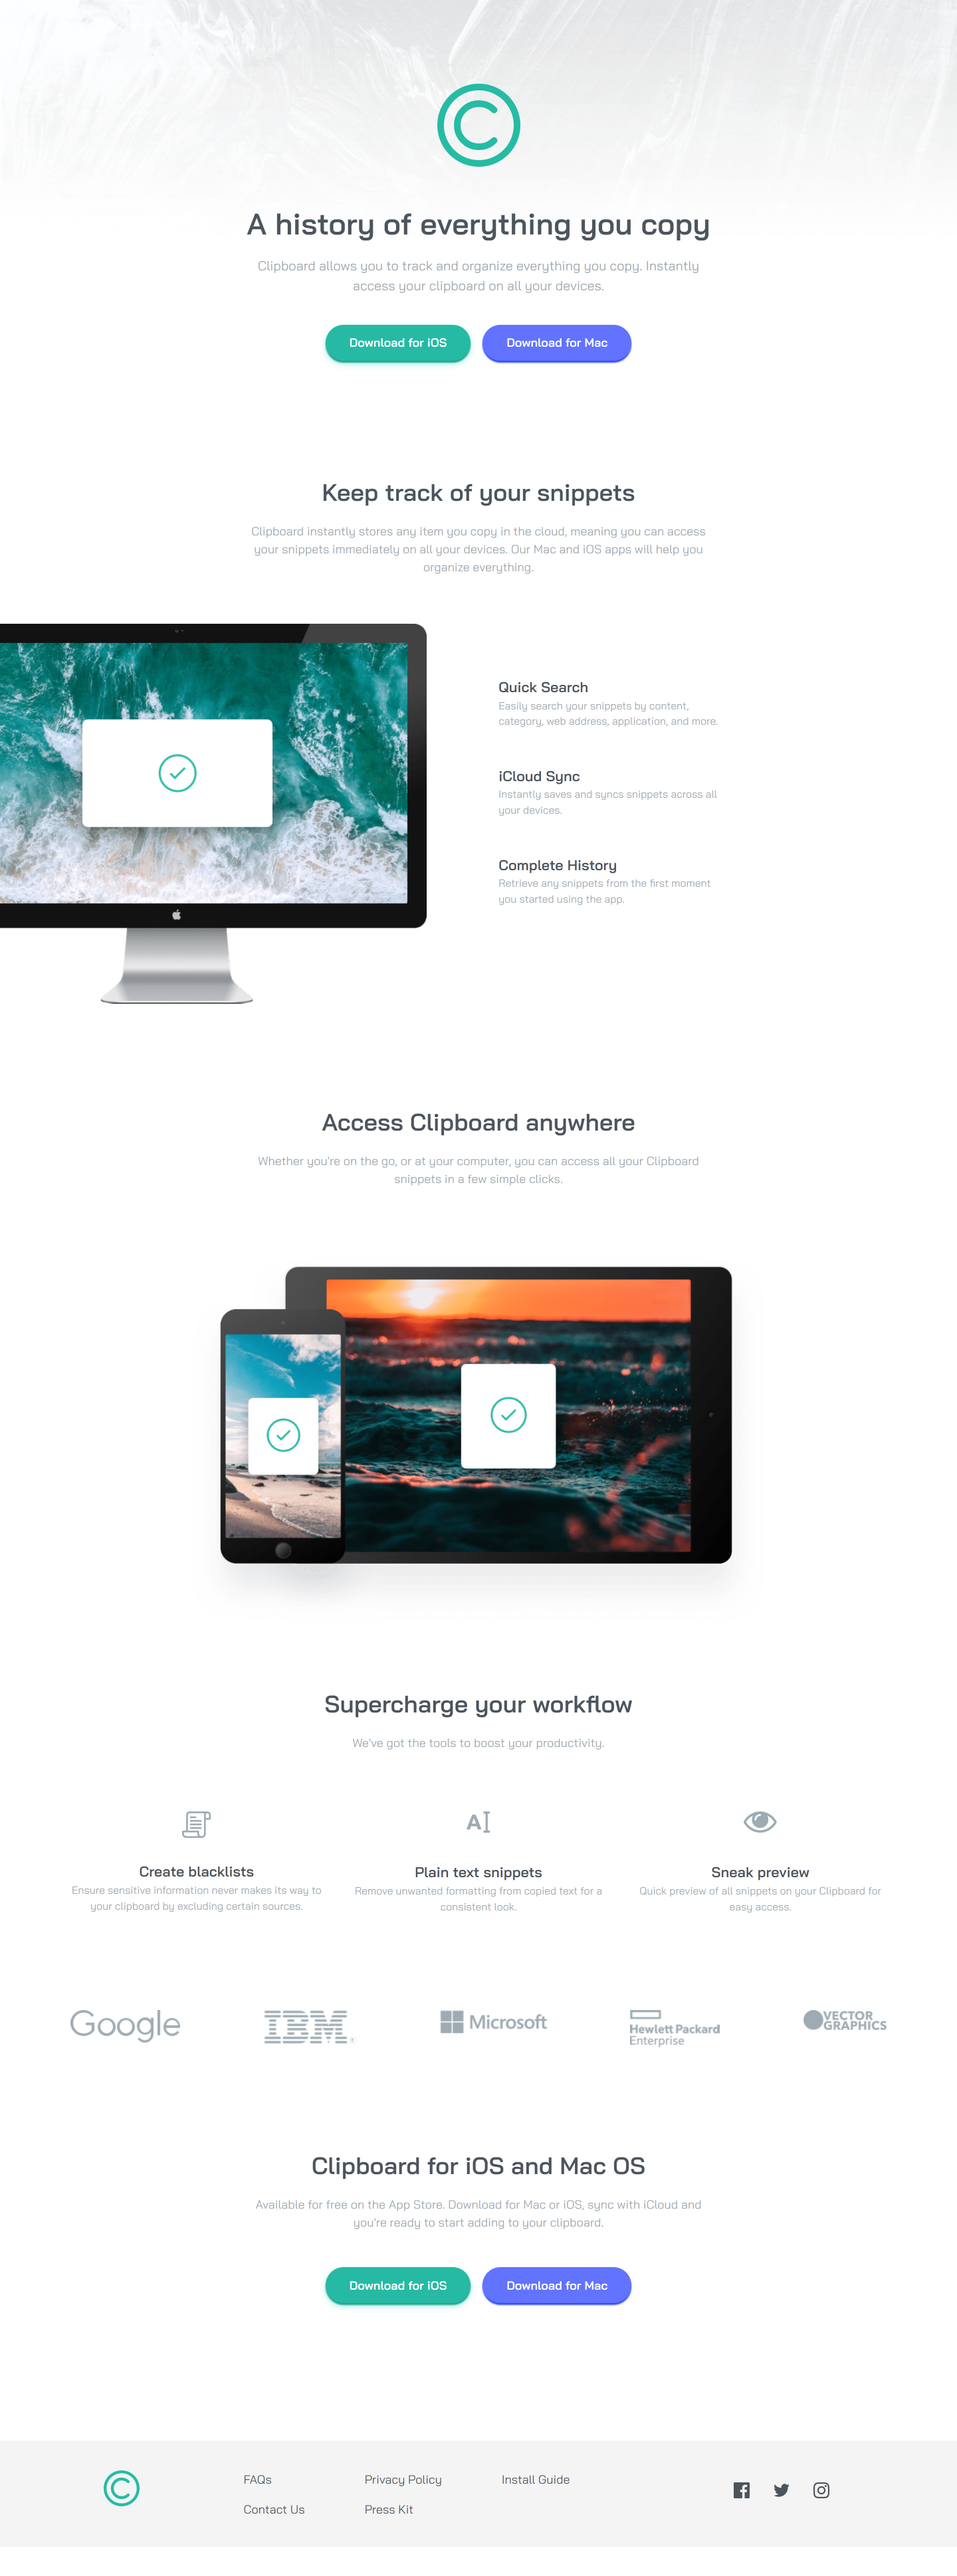 A history of everything you copy
Clipboard allows you to track and organize everything you copy. Instantly
access your clipboard on all your devices.
Download for iOS
Download for Mac
Keep track of your snippets
Clipboard instantly stores any item you copy in the cloud, meaning you can access
your snippets immediately on all your devices. Our Mac and iOS apps will help you
organize everything.
Quick Search
Easily search your snippets by content,
category, web address, application, and more.
iCloud Sync
Instantly saves and syncs snippets across all
your devices.
Complete History
Retrieve any snippets from the first moment
you started using the app.
Access Clipboard anywhere
Whether you're on the go, or at your computer, you can access all your Clipboard
snippets in a few simple clicks.
Supercharge your workflow
We've got the tools to boost your productivity.
Create blacklists
Ensure sensitive information never makes its way to
your clipboard by excluding certain sources.
Plain text snippets
Remove unwanted formatting from copied text for a
consistent look.
Sneak preview
Quick preview of all snippets on your Clipboard for
easy access.
Google
IBM
Microsoft
Hewlett Packard
Enterprise
VECTOR
GRAPHICS
Clipboard for iOS and Mac OS
Available for free on the App Store. Download for Mac or iOS, sync with iCloud and
you're ready to start adding to your clipboard.
Download for iOS
Download for Mac
FAQs
Privacy Policy
Install Guide
Contact Us
Press Kit